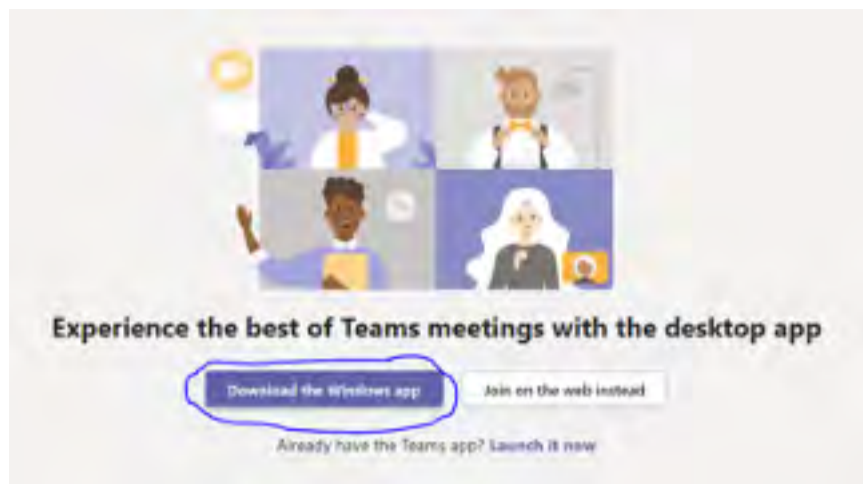 Experience the best of Teams meetings with the desktop app
Download the Windows app
Join on the web instead
Already have the Teams app? Launch it now